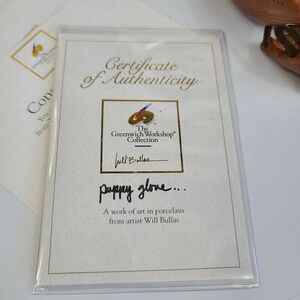 Certificate
of Authenticity
The
Greenwich Workshop®
Collection
Will Bullas
puppy glove...
A work of art in porcelain
from artist Will Bullas